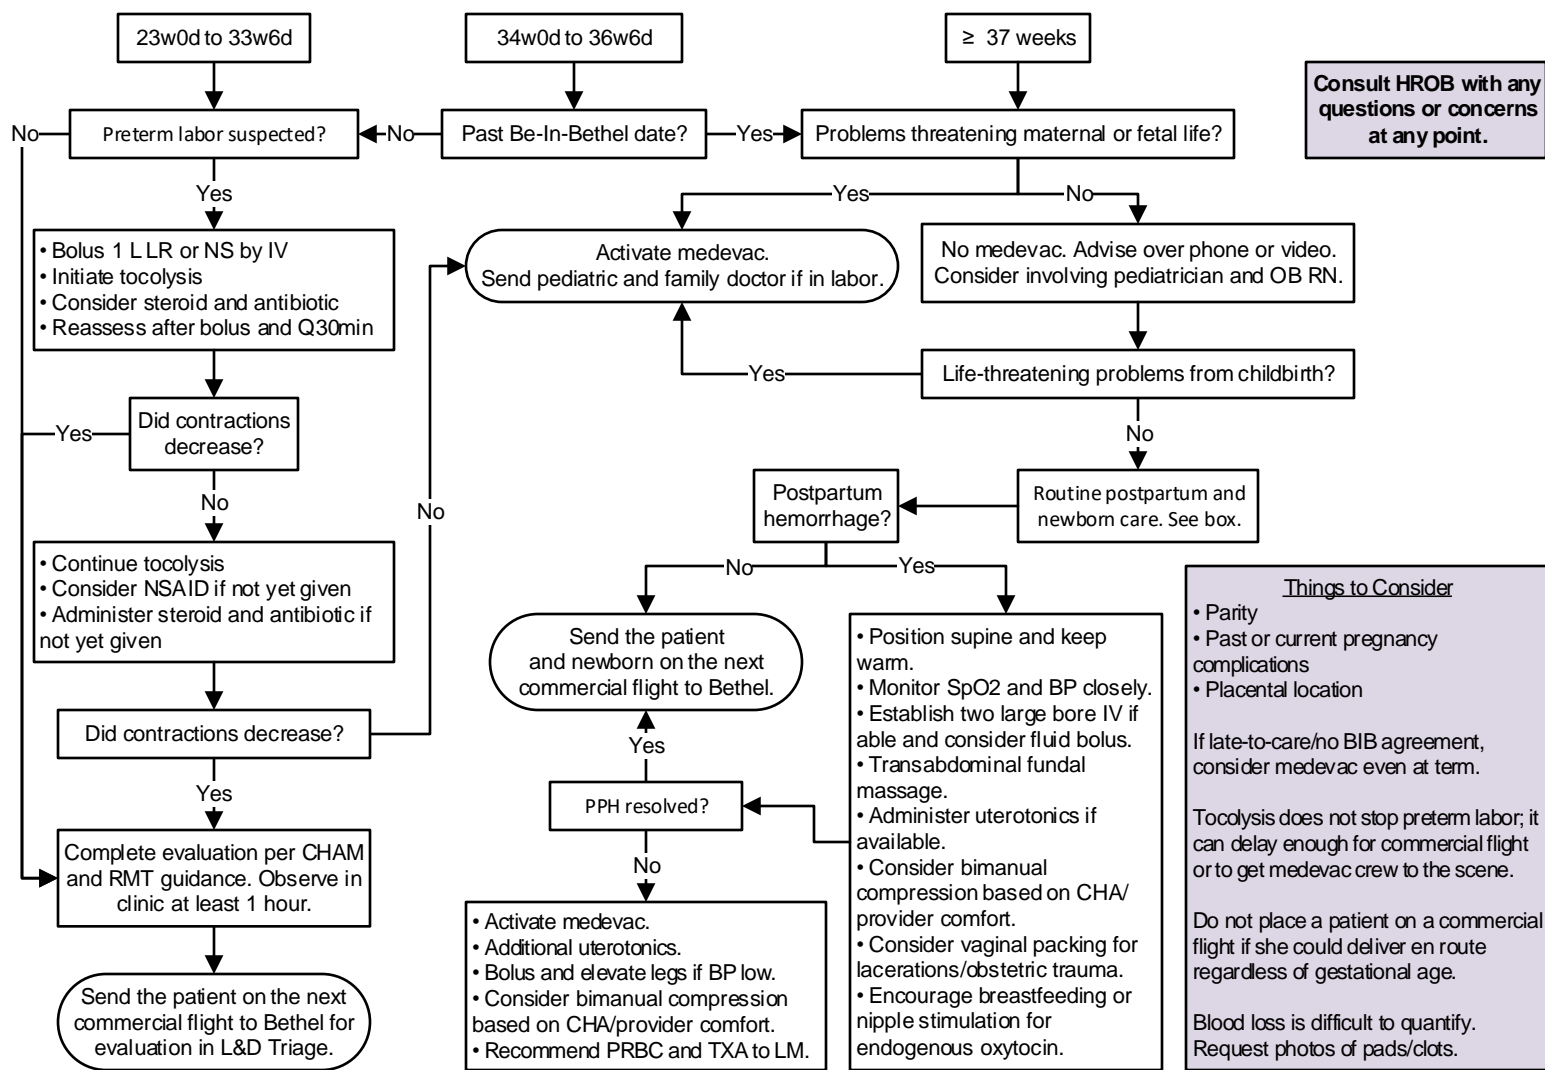 23w0d to 33w6d
34w0d to 36w6d
≥ 37 weeks
Consult HROB with any
questions or concerns
at any point.
No
Preterm labor suspected?
No
Past Be-In-Bethel date?
Yes
Problems threatening maternal or fetal life?
Yes
Yes
No
• Bolus 1 L LR or NS by IV
• Initiate tocolysis
• Consider steroid and antibiotic
• Reassess after bolus and Q30min
Activate medevac.
Send pediatric and family doctor if in labor.
No medevac. Advise over phone or video.
Consider involving pediatrician and OB RN.
Yes
Life-threatening problems from childbirth?
Yes
Did contractions
decrease?
No
No
No
Postpartum
hemorrhage?
Routine postpartum and
newborn care. See box.
• Continue tocolysis
• Consider NSAID if not yet given
• Administer steroid and antibiotic if
not yet given
No
Yes
Send the patient
and newborn on the next
commercial flight to Bethel.
• Position supine and keep
warm.
• Monitor SpO2 and BP closely.
• Establish two large bore IV if
able and consider fluid bolus.
• Transabdominal fundal
massage.
• Administer uterotonics if
available.
• Consider bimanual
compression based on CHA/
provider comfort.
• Consider vaginal packing for
lacerations/obstetric trauma.
• Encourage breastfeeding or
nipple stimulation for
endogenous oxytocin.
Things to Consider
• Parity
• Past or current pregnancy
complications
• Placental location
If late-to-care/no BIB agreement,
consider medevac even at term.
Tocolysis does not stop preterm labor; it
can delay enough for commercial flight
or to get medevac crew to the scene.
Do not place a patient on a commercial
flight if she could deliver en route
regardless of gestational age.
Blood loss is difficult to quantify.
Request photos of pads/clots.
Did contractions decrease?
Yes
Yes
PPH resolved?
No
Complete evaluation per CHAM
and RMT guidance. Observe in
clinic at least 1 hour.
• Activate medevac.
• Additional uterotonics.
• Bolus and elevate legs if BP low.
• Consider bimanual compression
based on CHA/provider comfort.
• Recommend PRBC and TXA to LM.
Send the patient on the next
commercial flight to Bethel for
evaluation in L&D Triage.